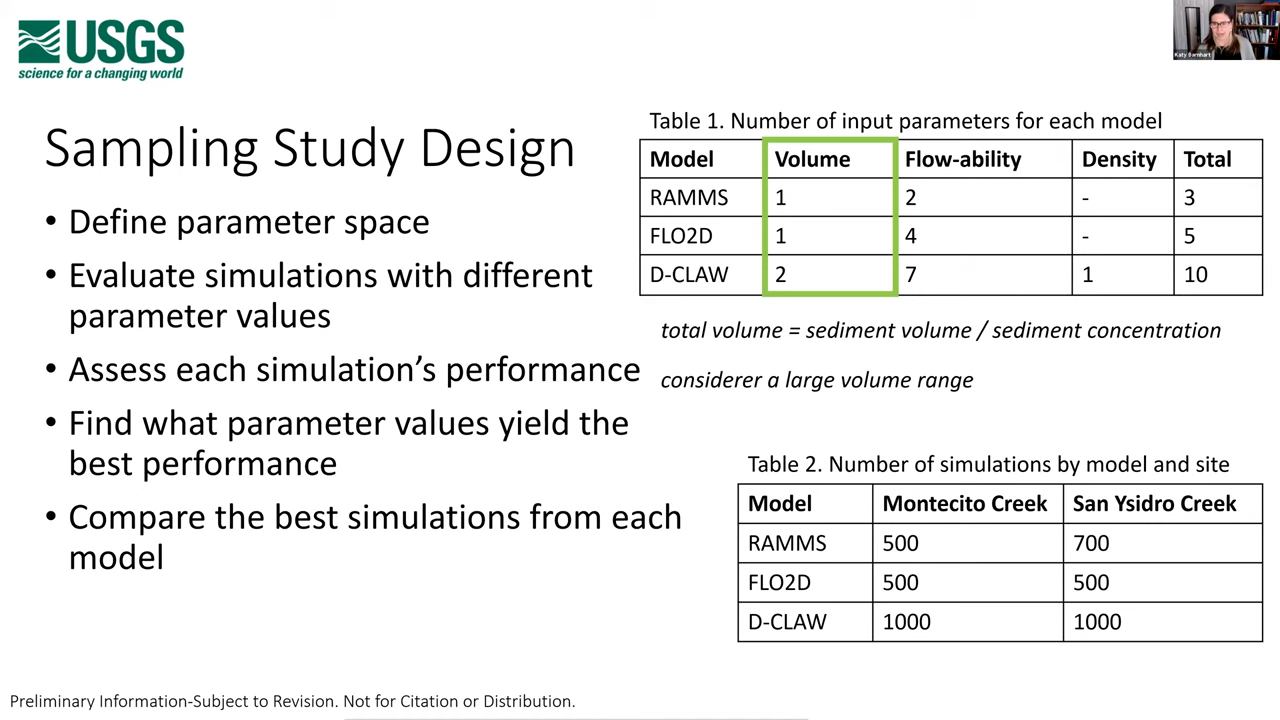 USGS
science for a changing world
Katy Barnhart
Sampling Study Design
• Define parameter space
• Evaluate simulations with different
parameter values
• Assess each simulation's performance
• Find what parameter values yield the
best performance
• Compare the best simulations from each
model
Table 1. Number of input parameters for each model
Model Volume Flow-ability Density Total
RAMMS 1 2 - 3
FLO2D 1 4 - 5
D-CLAW 2 7 1 10
total volume = sediment volume / sediment concentration
considerer a large volume range
Table 2. Number of simulations by model and site
Model Montecito Creek San Ysidro Creek
RAMMS 500 700
FLO2D 500 500
D-CLAW 1000 1000
Preliminary Information-Subject to Revision. Not for Citation or Distribution.